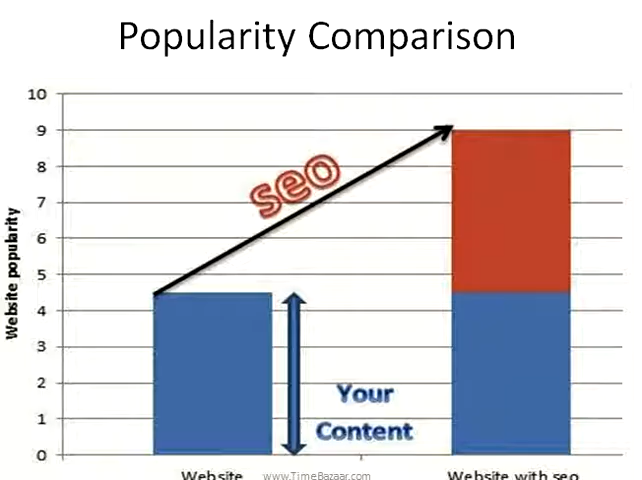 Popularity Comparison
10
9
8
7
6
5
4
3
2
1
0
Website popularity
seo
Your
Content
Website
www.TimeBazaar.com
Website with seo